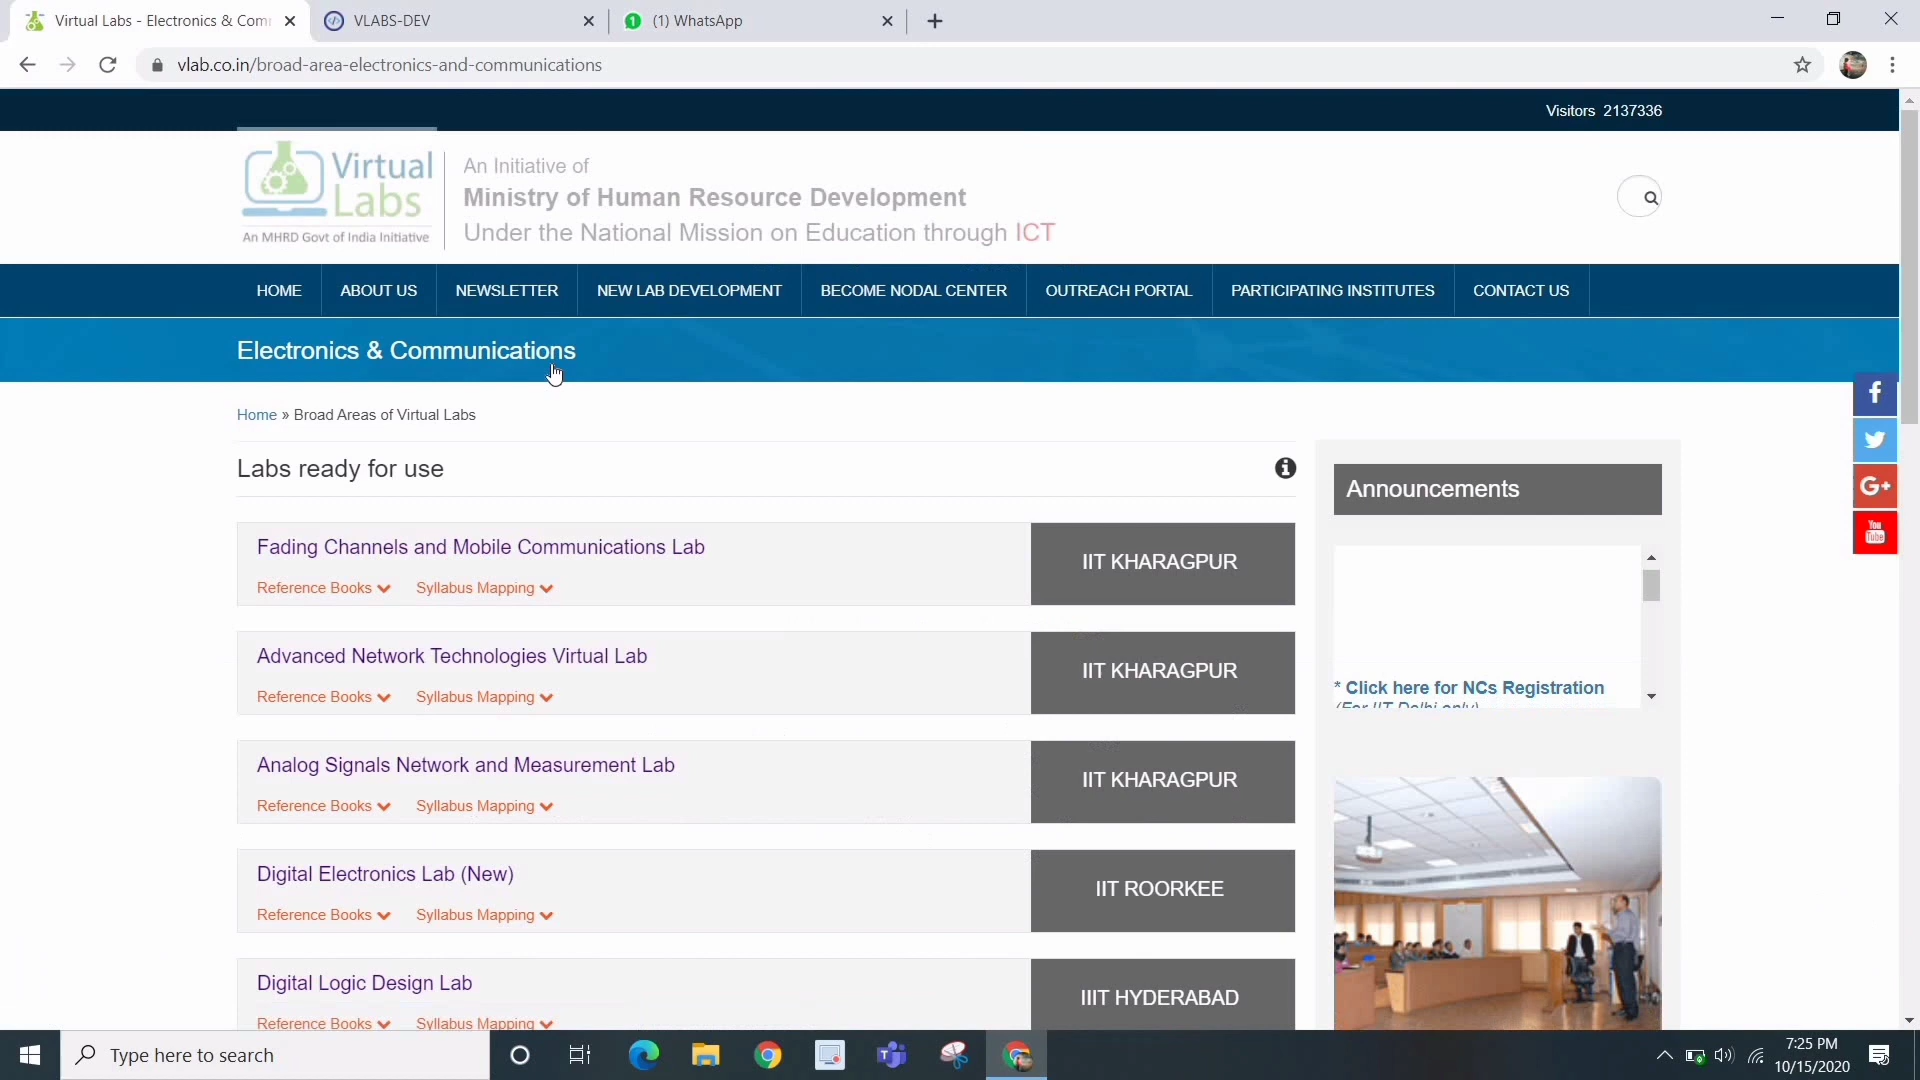 Virtual Labs - Electronics & Com
VLABS-DEV
(1) WhatsApp
vlab.co.in/broad-area-electronics-and-communications
Visitors 2137336
Virtual
Labs
An MHRD Govt of India Initiative
An Initiative of
Ministry of Human Resource Development
Under the National Mission on Education through ICT
HOME
ABOUT US
NEWSLETTER
NEW LAB DEVELOPMENT
BECOME NODAL CENTER
OUTREACH PORTAL
PARTICIPATING INSTITUTES
CONTACT US
Electronics & Communications
Home » Broad Areas of Virtual Labs
Labs ready for use
Fading Channels and Mobile Communications Lab
Reference Books Syllabus Mapping
IIT KHARAGPUR
Advanced Network Technologies Virtual Lab
Reference Books Syllabus Mapping
IIT KHARAGPUR
Analog Signals Network and Measurement Lab
Reference Books Syllabus Mapping
IIT KHARAGPUR
Digital Electronics Lab (New)
Reference Books Syllabus Mapping
IIT ROORKEE
Digital Logic Design Lab
Reference Books Syllabus Mapping
IIIT HYDERABAD
Announcements
* Click here for NCs Registration
(For IIT Delhi only)
G+
You
Tube
Type here to search
7:25 PM
10/15/2020